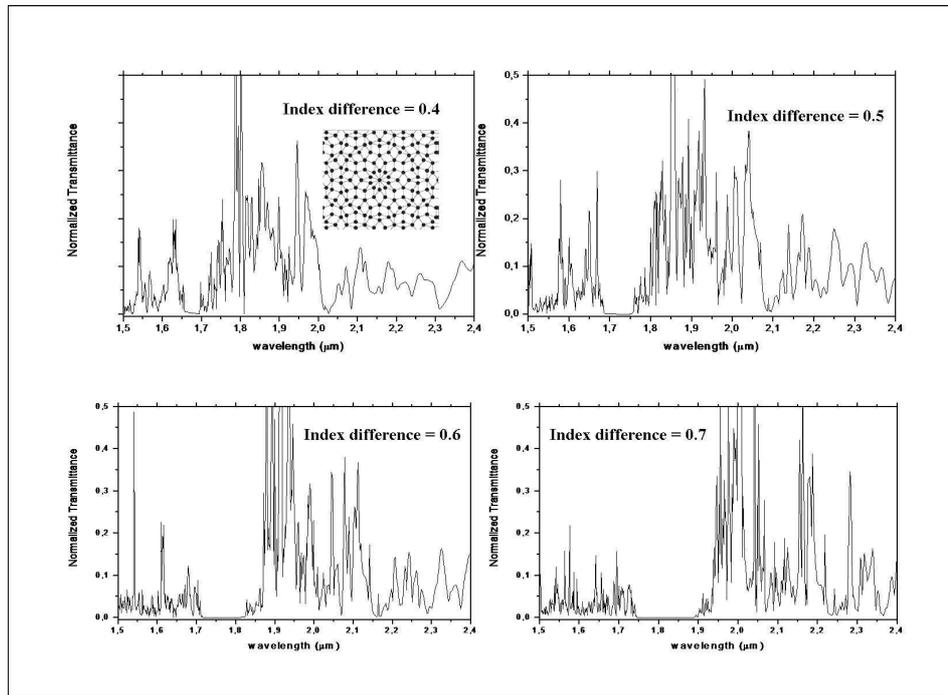 Index difference = 0.4
Normalized Transmittance
1,5 1,6 1,7 1,8 1,9 2,0 2,1 2,2 2,3 2,4
wavelength (μm)
0,5
0,4
0,3
0,2
0,1
0,0
Index difference = 0.5
Normalized Transmittance
1,5 1,6 1,7 1,8 1,9 2,0 2,1 2,2 2,3 2,4
wavelength (μm)
0,5
0,4
0,3
0,2
0,1
0,0
Index difference = 0.6
Normalized Transmittance
1,5 1,6 1,7 1,8 1,9 2,0 2,1 2,2 2,3 2,4
wavelength (μm)
0,5
0,4
0,3
0,2
0,1
0,0
Index difference = 0.7
Normalized Transmittance
1,5 1,6 1,7 1,8 1,9 2,0 2,1 2,2 2,3 2,4
wavelength (μm)